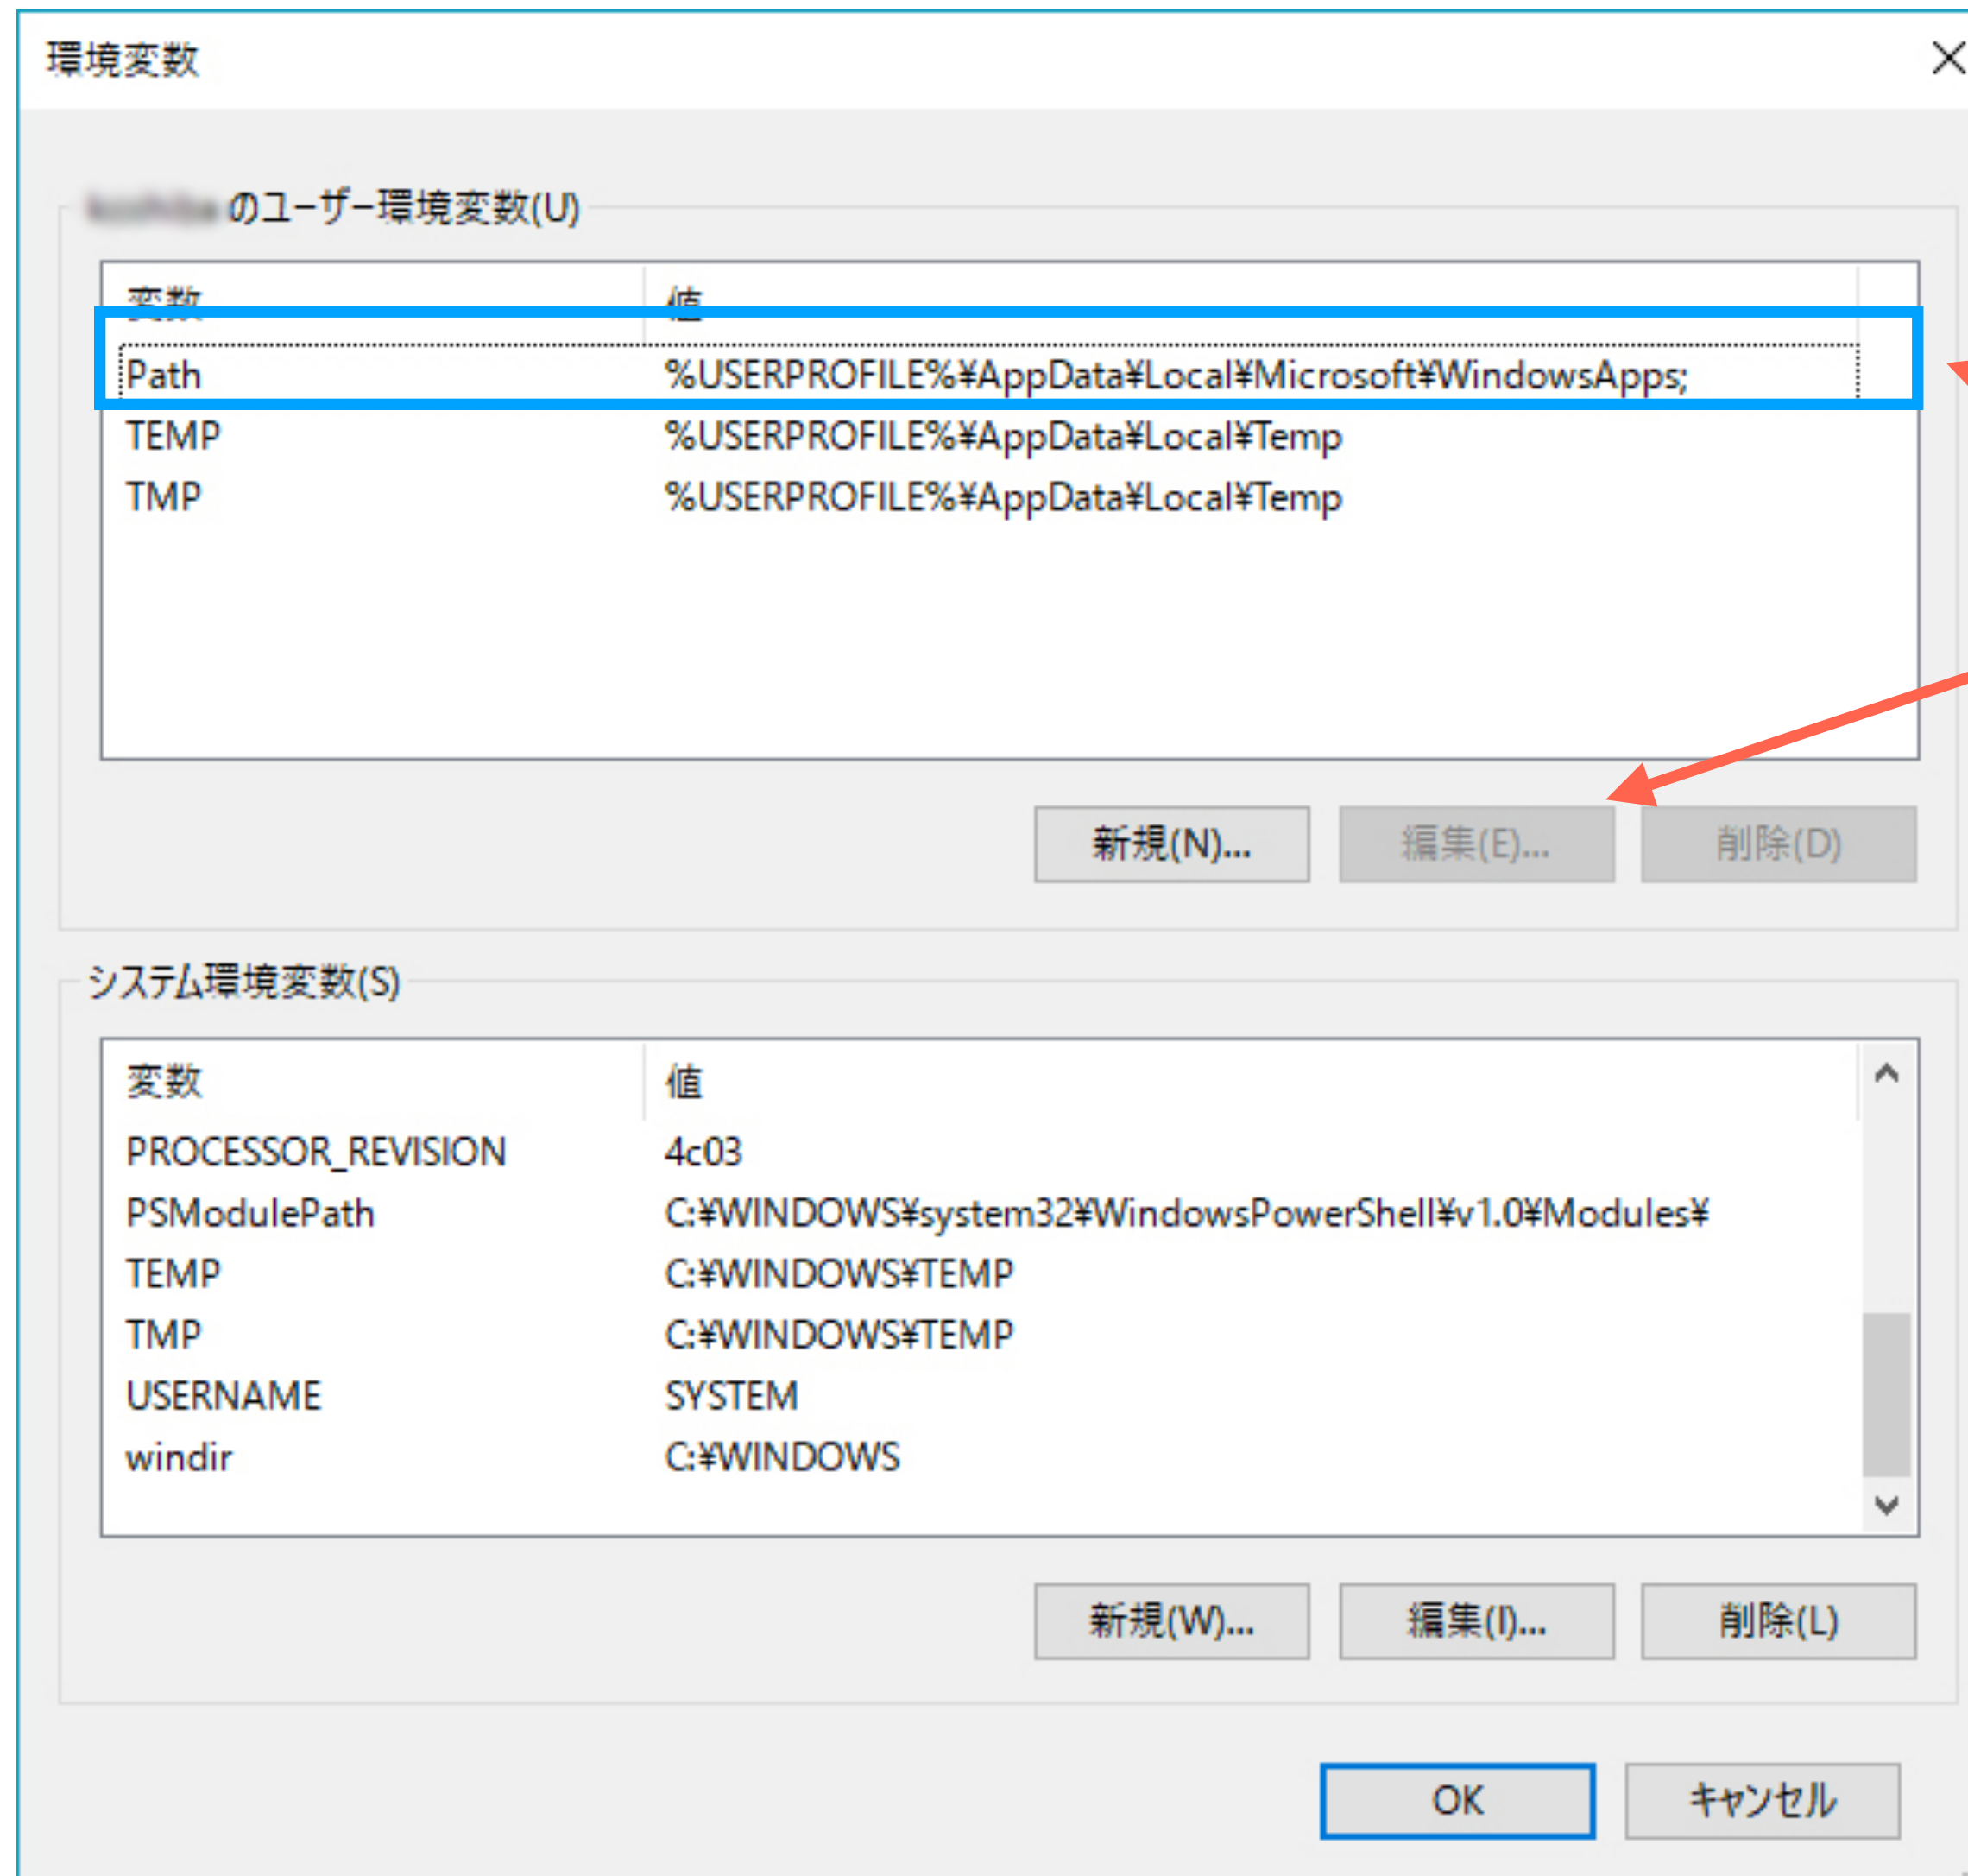 環境変数
のユーザー環境変数(U)
変数 値
Path %USERPROFILE%¥AppData¥Local¥Microsoft¥WindowsApps;
TEMP %USERPROFILE%¥AppData¥Local¥Temp
TMP %USERPROFILE%¥AppData¥Local¥Temp
新規(N)... 編集(E)... 削除(D)
システム環境変数(S)
変数 値
PROCESSOR_REVISION 4c03
PSModulePath C:¥WINDOWS¥system32¥WindowsPowerShell¥v1.0¥Modules¥
TEMP C:¥WINDOWS¥TEMP
TMP C:¥WINDOWS¥TEMP
USERNAME SYSTEM
windir C:¥WINDOWS
新規(W)... 編集(I)... 削除(L)
OK キャンセル